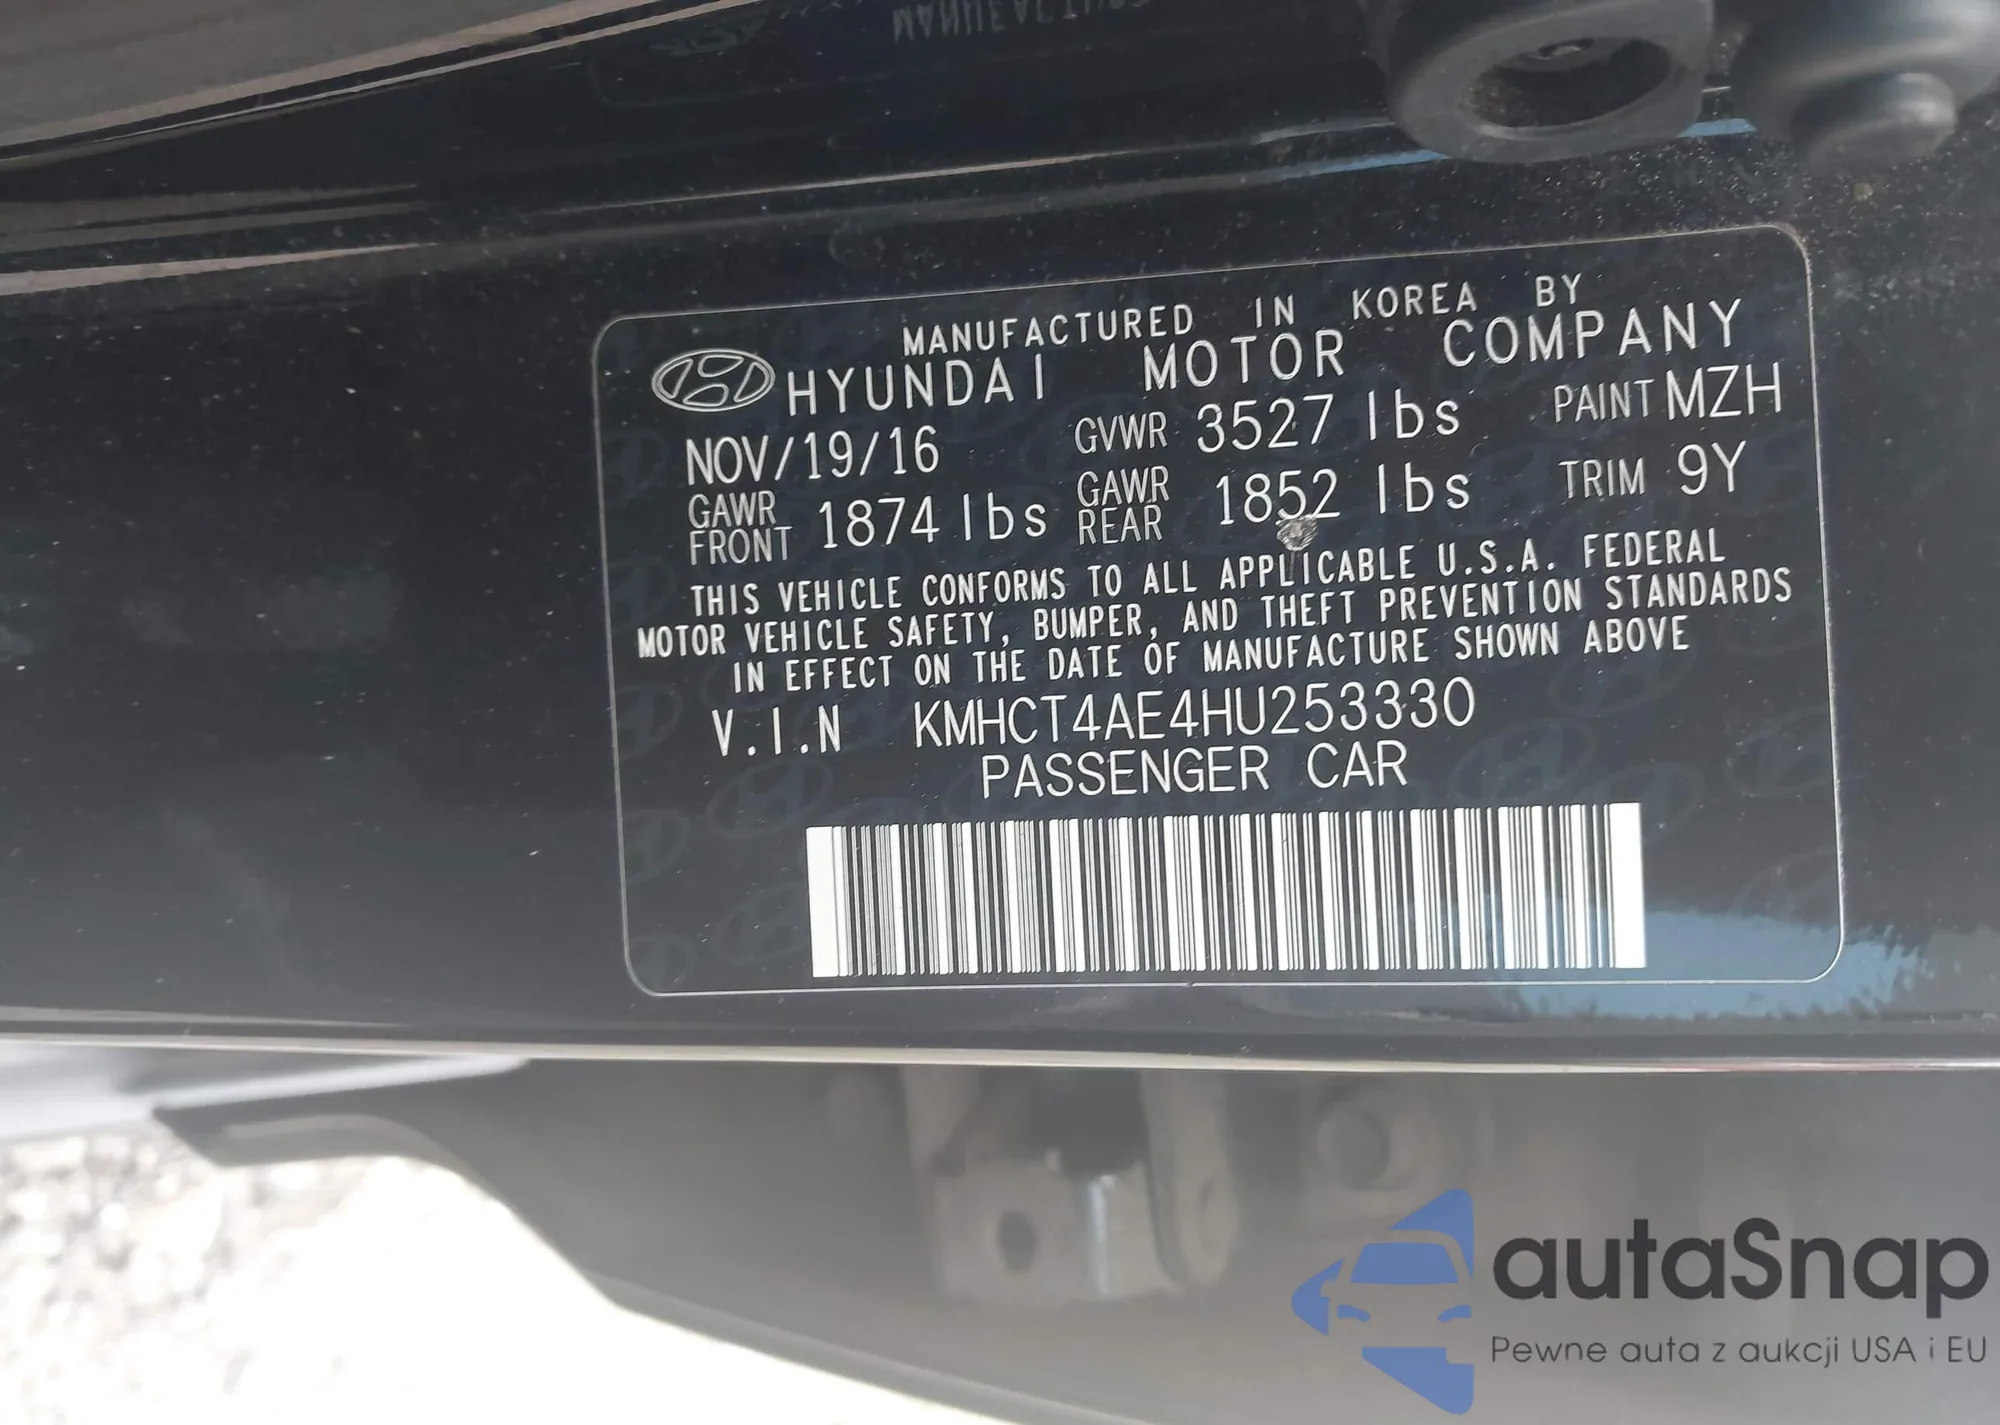 MANUFACTURED IN KOREA BY
HYUNDAI MOTOR COMPANY
NOV/19/16 GVWR 3527 lbs PAINT MZH
GAWR FRONT 1874 lbs GAWR REAR 1852 lbs TRIM 9Y
THIS VEHICLE CONFORMS TO ALL APPLICABLE U.S.A. FEDERAL
MOTOR VEHICLE SAFETY, BUMPER, AND THEFT PREVENTION STANDARDS
IN EFFECT ON THE DATE OF MANUFACTURE SHOWN ABOVE
V.I.N KMHCT4AE4HU253330
PASSENGER CAR
autaSnap
Pewne auta z aukcji USA i EU